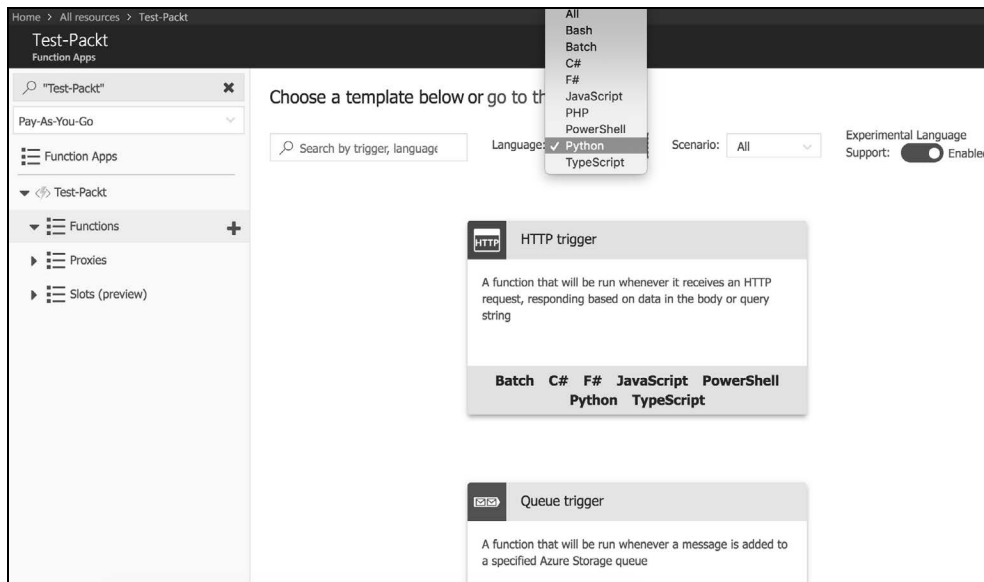 Home > All resources > Test-Packt
Test-Packt
Function Apps
"Test-Packt"
Pay-As-You-Go
Function Apps
Test-Packt
Functions
Proxies
Slots (preview)
Choose a template below or go to th
Search by trigger, language
Language:
All
Bash
Batch
C#
F#
JavaScript
PHP
PowerShell
✓ Python
TypeScript
Scenario: All
Experimental Language
Support: Enabled
HTTP
HTTP trigger
A function that will be run whenever it receives an HTTP
request, responding based on data in the body or query
string
Batch C# F# JavaScript PowerShell
Python TypeScript
Queue trigger
A function that will be run whenever a message is added to
a specified Azure Storage queue